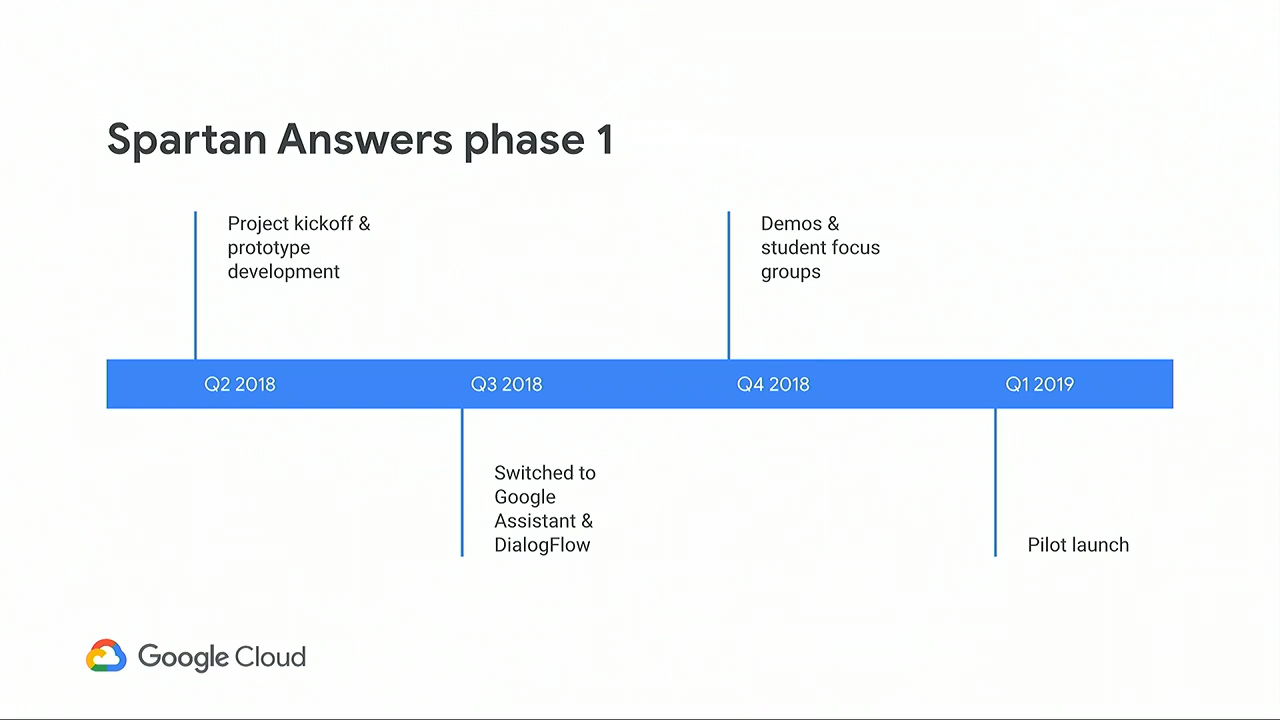 Spartan Answers phase 1
Project kickoff &
prototype
development
Demos &
student focus
groups
Q2 2018
Q3 2018
Q4 2018
Q1 2019
Switched to
Google
Assistant &
DialogFlow
Pilot launch
Google Cloud